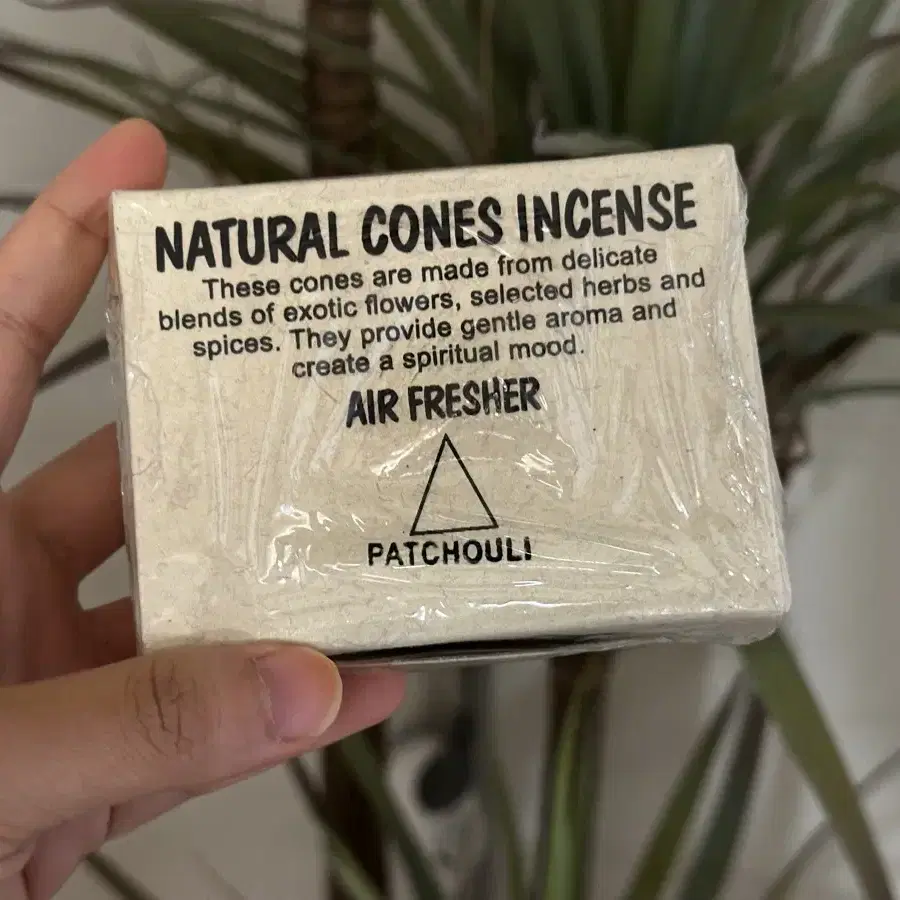 NATURAL CONES INCENSE
These cones are made from delicate
blends of exotic flowers, selected herbs and
spices. They provide gentle aroma and
create a spiritual mood.
AIR FRESHER
PATCHOULI